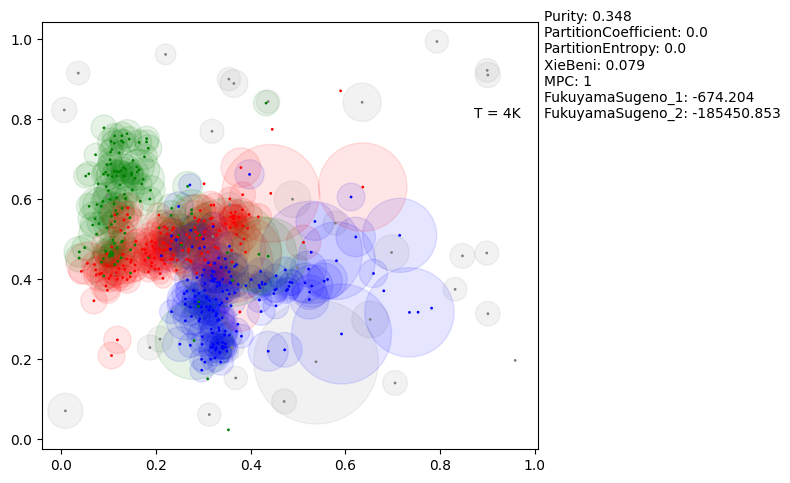 Purity: 0.348
PartitionCoefficient: 0.0
PartitionEntropy: 0.0
XieBeni: 0.079
MPC: 1
FukuyamaSugeno_1: -674.204
FukuyamaSugeno_2: -185450.853
T = 4K
1.0
0.8
0.6
0.4
0.2
0.0
0.0 0.2 0.4 0.6 0.8 1.0